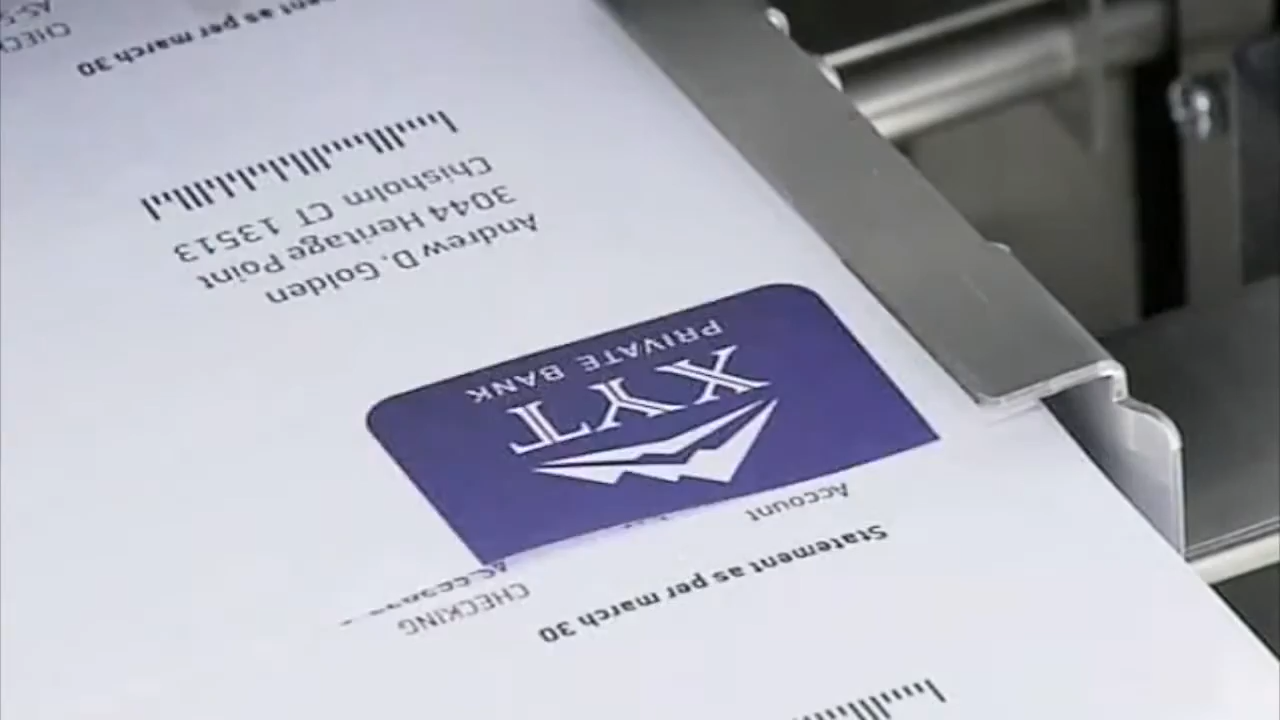 Statement as per march 30
CHECKING
Account
XYT
PRIVATE BANK
Andrew D. Golden
3044 Heritage Point
Chisholm CT 13513
as per march 30